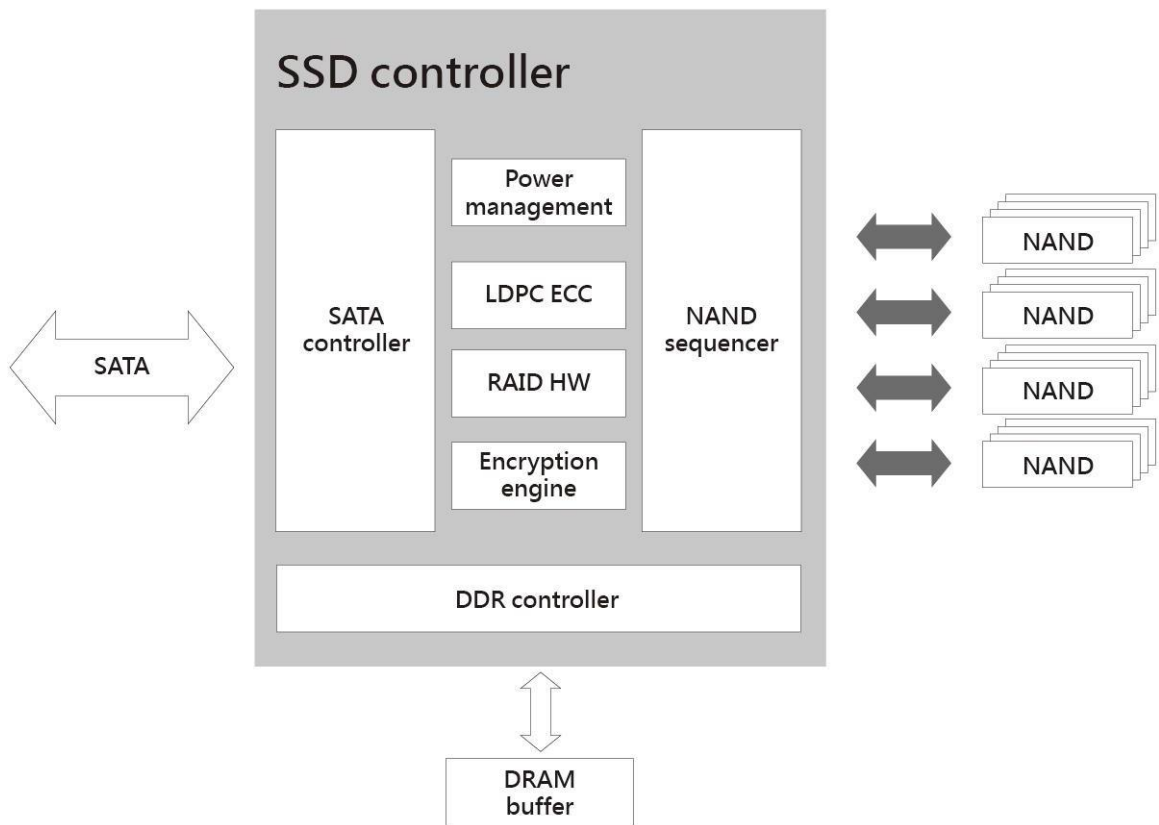 SSD controller
Power
management
LDPC ECC
SATA
controller
NAND
sequencer
RAID HW
Encryption
engine
DDR controller
SATA
NAND
NAND
NAND
NAND
DRAM
buffer